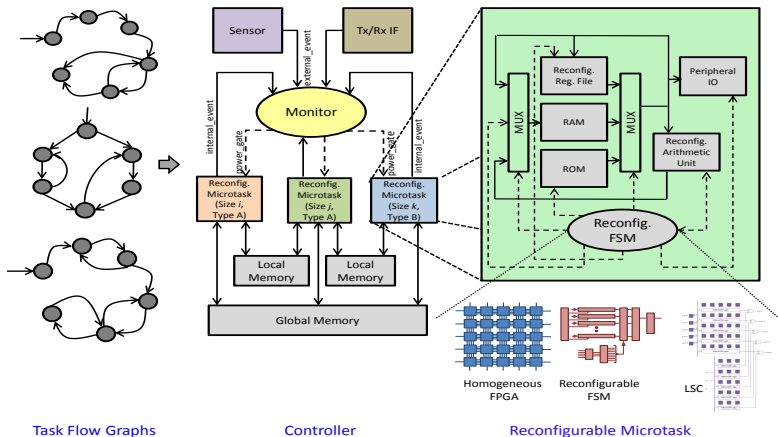 Sensor
Tx/Rx IF
external_event
Monitor
internal_event
power_gate
power_gate
internal_event
Reconfig.
Microtask
(Size i,
Type A)
Reconfig.
Microtask
(Size j,
Type A)
Reconfig.
Microtask
(Size k,
Type B)
Local
Memory
Local
Memory
Global Memory
Reconfig.
Reg. File
Peripheral
IO
MUX
RAM
MUX
Reconfig.
Arithmetic
Unit
ROM
Reconfig.
FSM
Homogeneous
FPGA
Reconfigurable
FSM
LSC
Task Flow Graphs
Controller
Reconfigurable Microtask